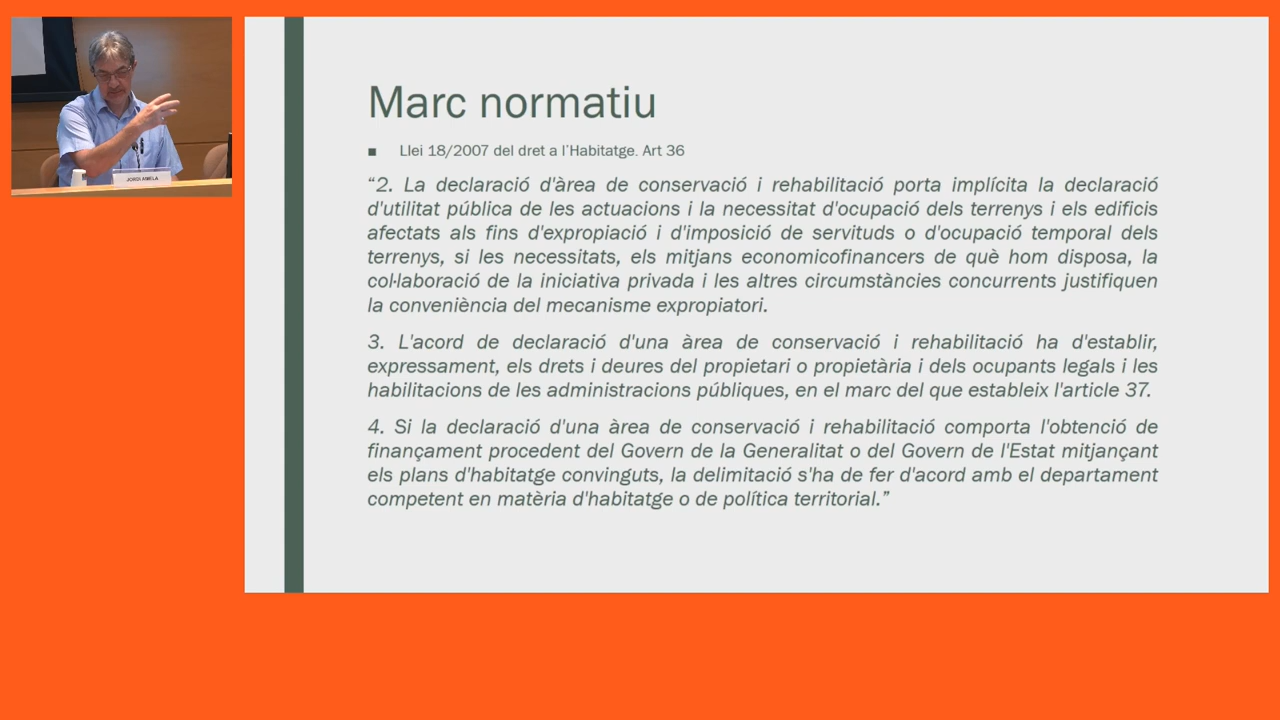 Marc normatiu
▪ Llei 18/2007 del dret a l'Habitatge. Art 36
“2. La declaració d'àrea de conservació i rehabilitació porta implícita la declaració
d'utilitat pública de les actuacions i la necessitat d'ocupació dels terrenys i els edificis
afectats als fins d'expropiació i d'imposició de servituds o d'ocupació temporal dels
terrenys, si les necessitats, els mitjans economicofinancers de què hom disposa, la
col·laboració de la iniciativa privada i les altres circumstàncies concurrents justifiquen
la conveniència del mecanisme expropiatori.
3. L'acord de declaració d'una àrea de conservació i rehabilitació ha d'establir,
expressament, els drets i deures del propietari o propietària i dels ocupants legals i les
habilitacions de les administracions públiques, en el marc del que estableix l'article 37.
4. Si la declaració d'una àrea de conservació i rehabilitació comporta l'obtenció de
finançament procedent del Govern de la Generalitat o del Govern de l'Estat mitjançant
els plans d'habitatge convinguts, la delimitació s'ha de fer d'acord amb el departament
competent en matèria d'habitatge o de política territorial.”
JORDI AMELA